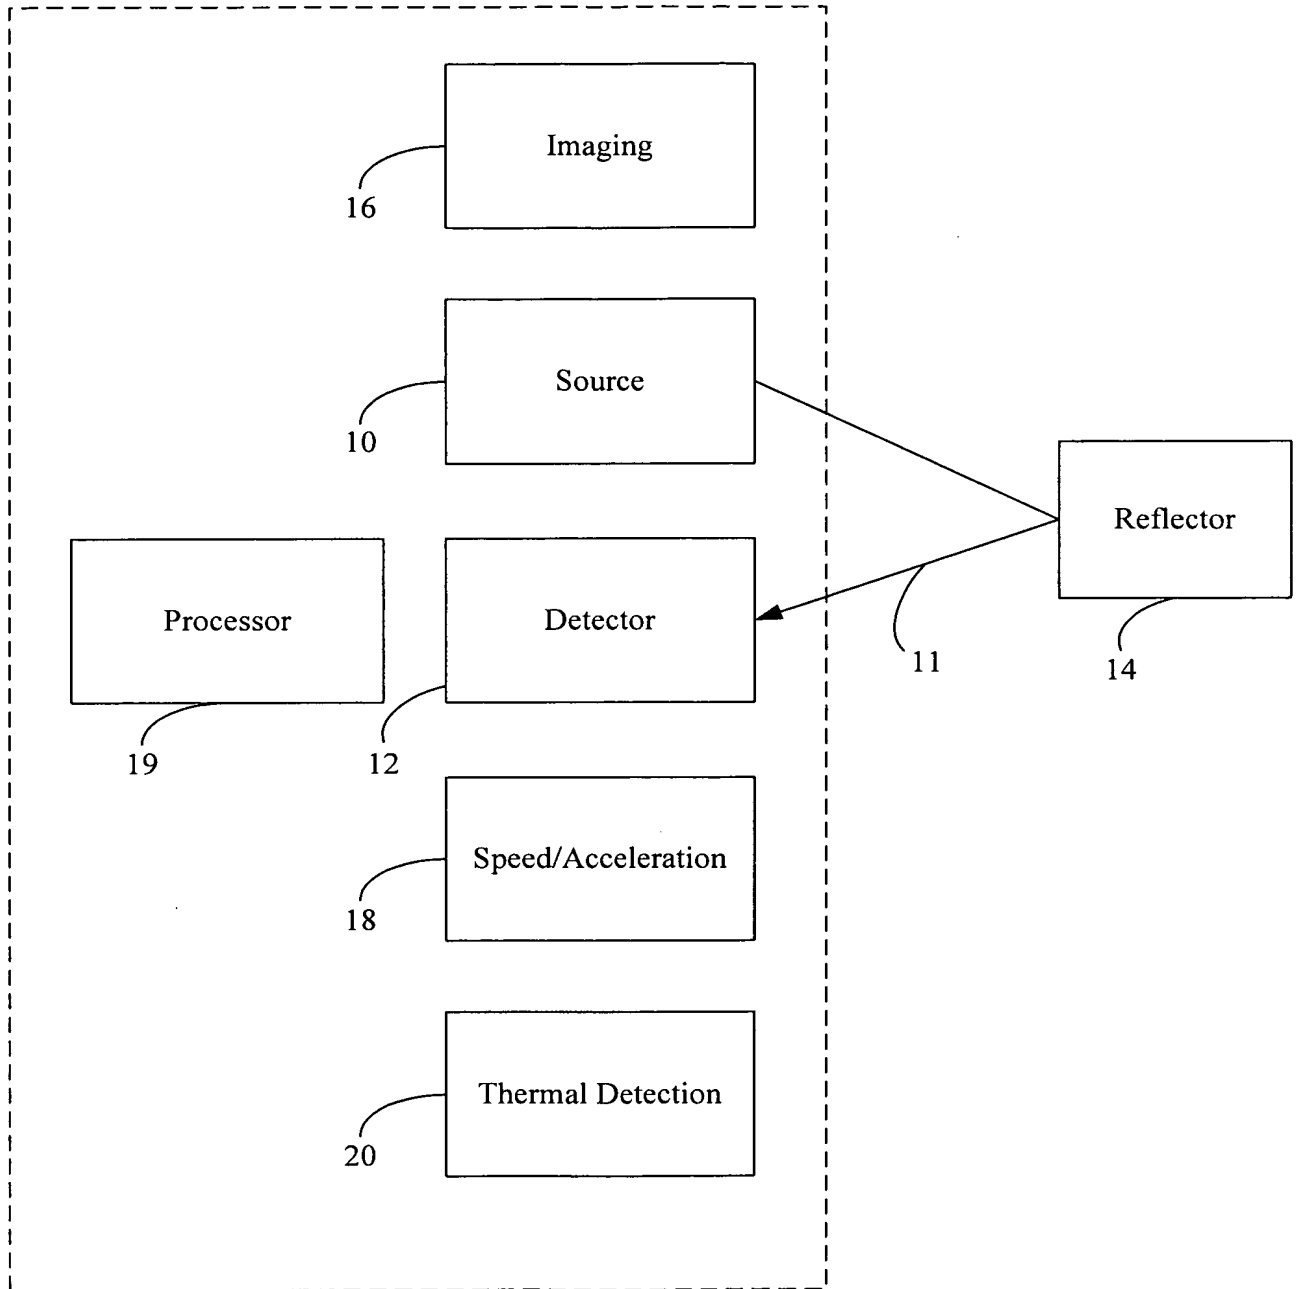 Imaging
16
Source
10
Reflector
14
Processor
19
Detector
12
11
Speed/Acceleration
18
Thermal Detection
20